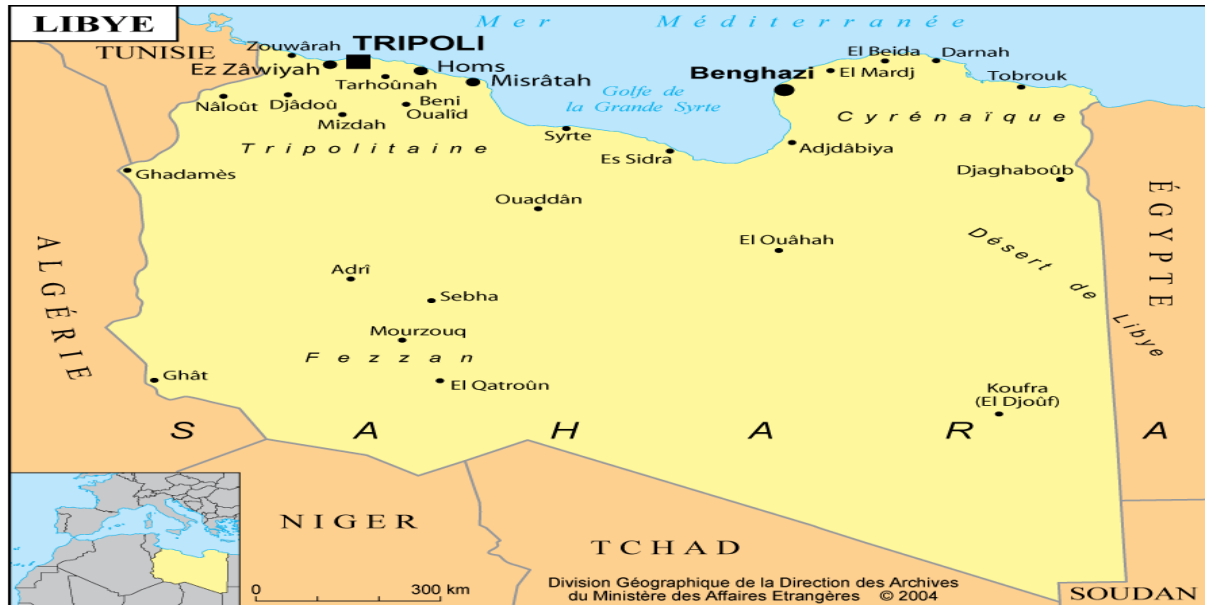 LIBYE
Mer Méditerranée
TUNISIE
Zouwârah
TRIPOLI
Ez Zâwiyah
Homs
Tarhoûnah
Misrâtah
Nâloût
Djâdoû
Beni
Oualîd
Mizdah
Tripolitaine
Golfe de
la Grande Syrte
Syrte
Es Sidra
Benghazi
El Beida
Darnah
El Mardj
Tobrouk
Cyrénaïque
Adjdâbiya
Djaghaboûb
Ghadamès
Ouaddân
El Ouâhah
ALGÉRIE
ÉGYPTE
Désert de Libye
Adrî
Sebha
Mourzouq
Fezzan
Ghât
El Qatroûn
Koufra
(El Djoûf)
SAHARA
NIGER
TCHAD
SOUDAN
0 300 km
Division Géographique de la Direction des Archives
du Ministère des Affaires Etrangères © 2004